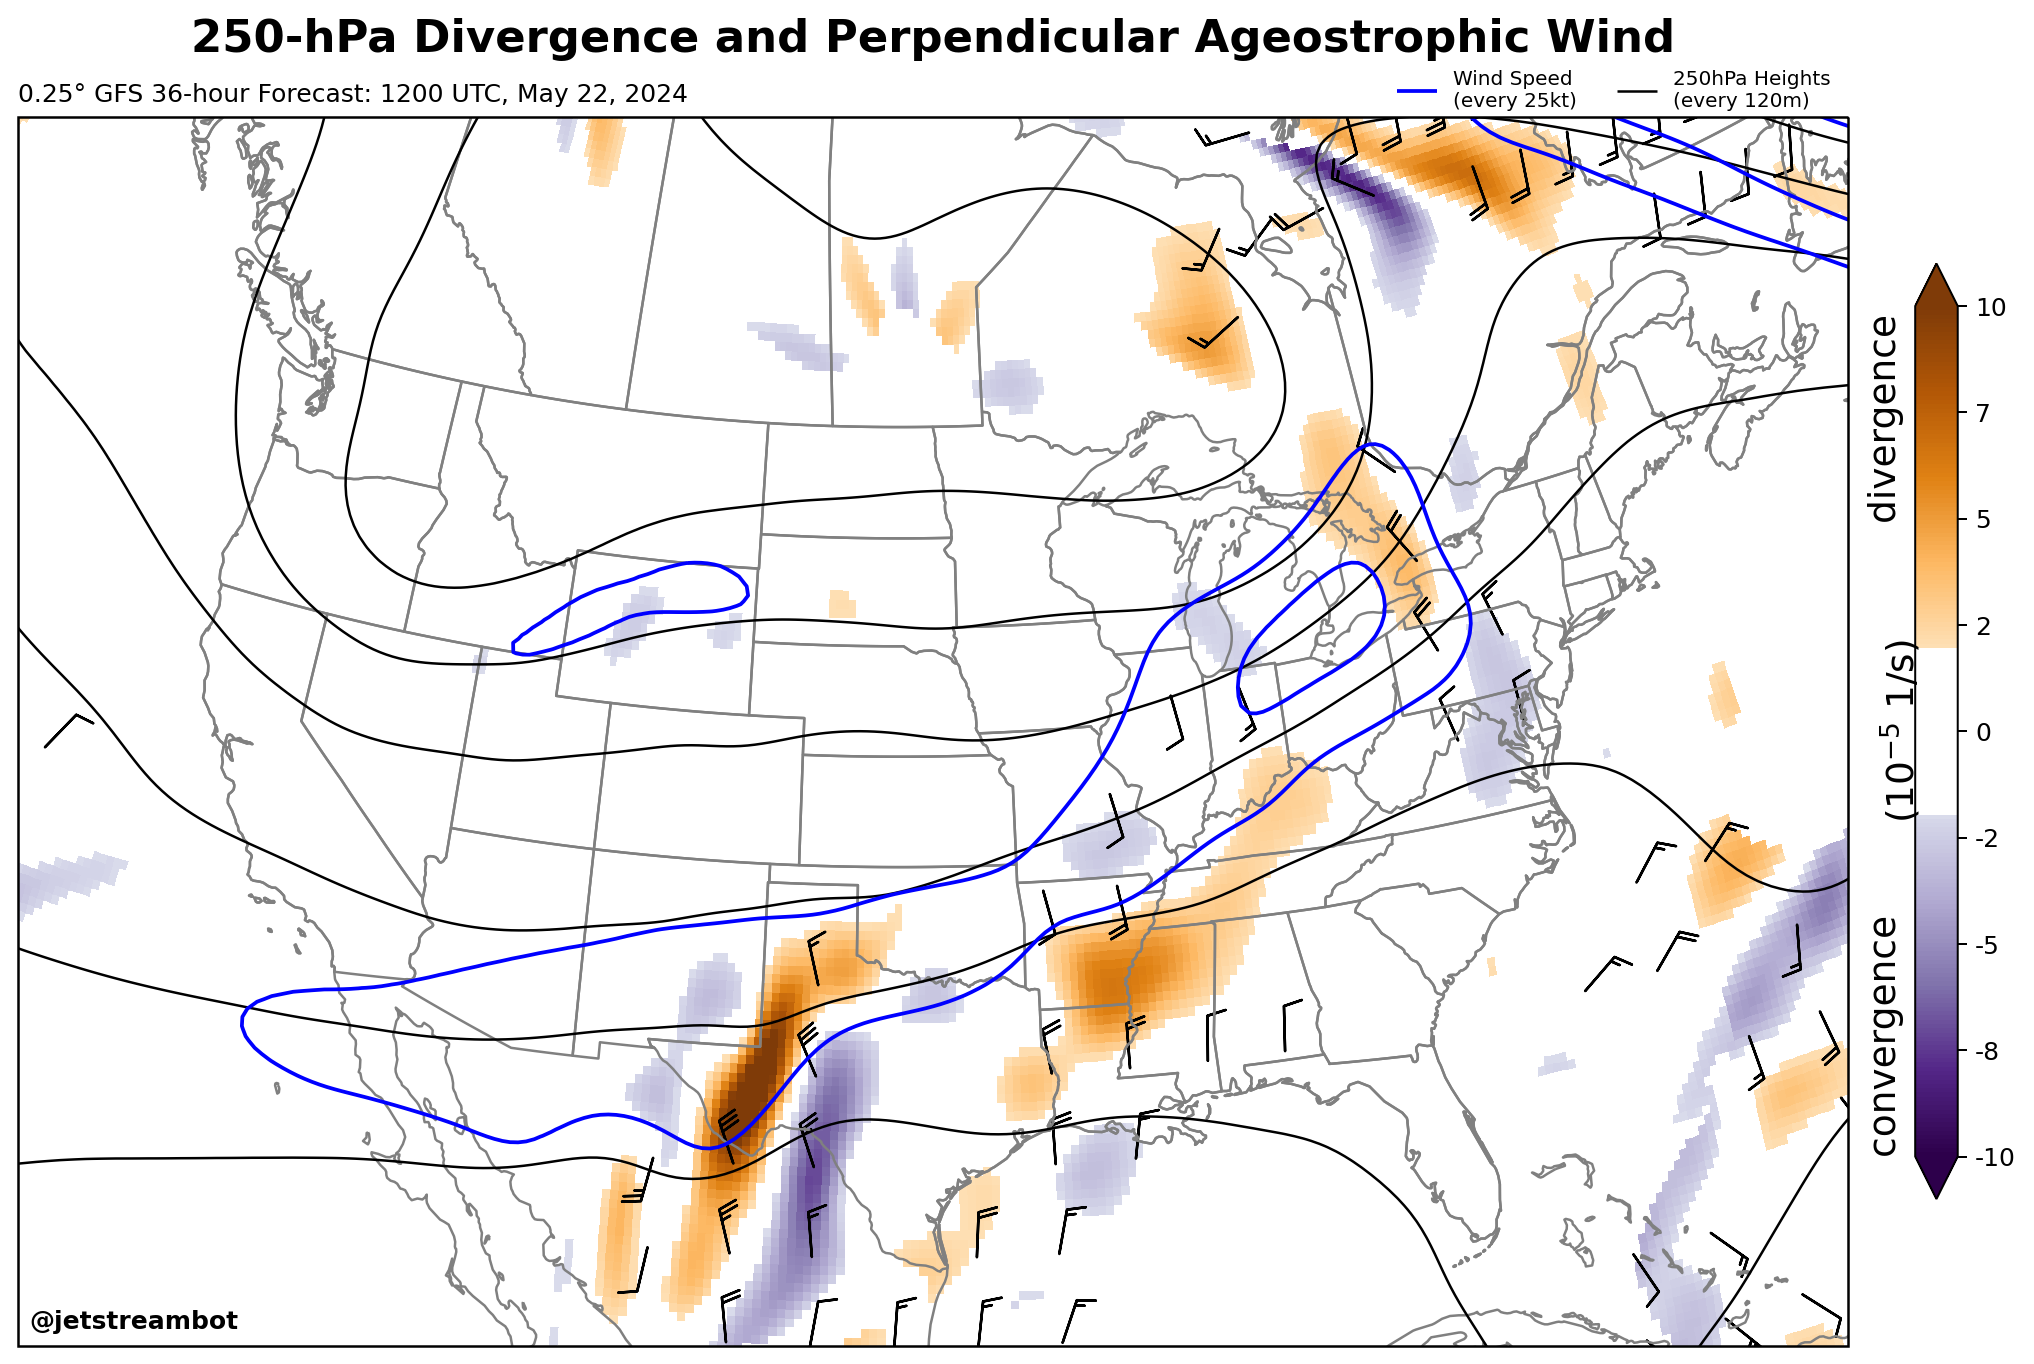 250-hPa Divergence and Perpendicular Ageostrophic Wind
0.25° GFS 36-hour Forecast: 1200 UTC, May 22, 2024
Wind Speed
(every 25kt)
250hPa Heights
(every 120m)
10
7
5
2
0
-2
-5
-8
-10
divergence
(10⁻⁵ 1/s)
convergence
@jetstreambot